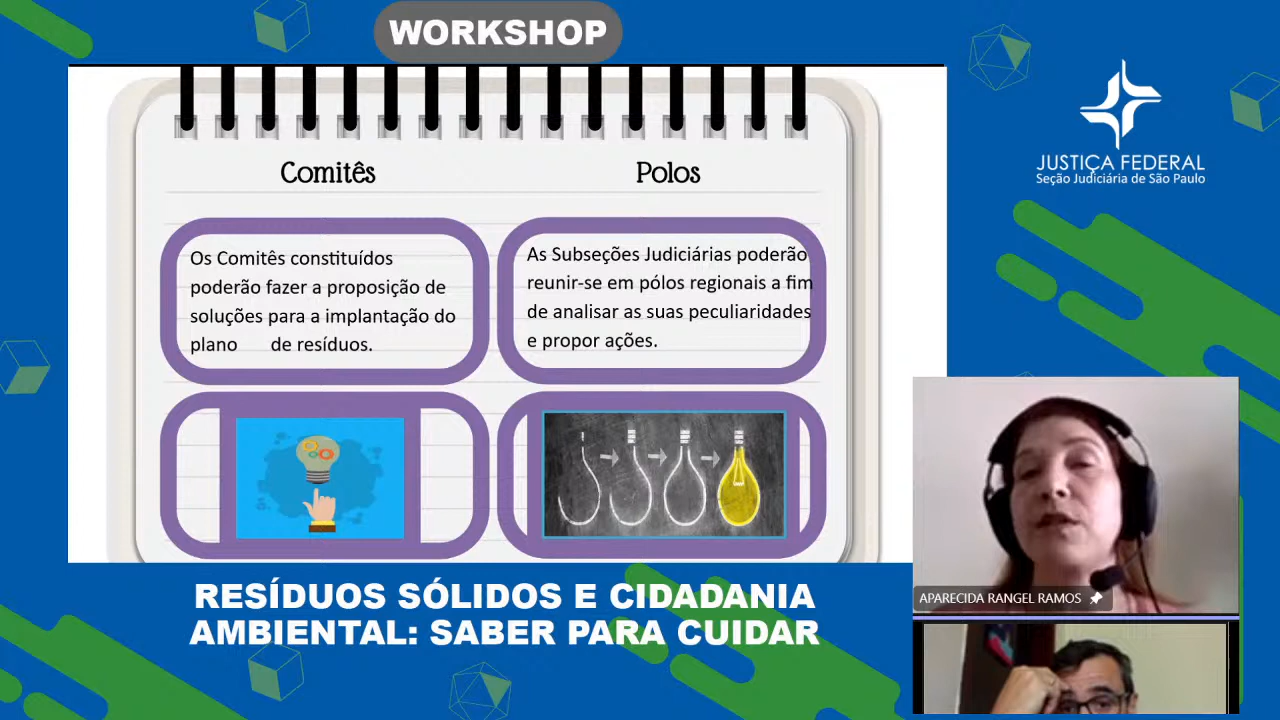 WORKSHOP
Comitês
Os Comitês constituídos
poderão fazer a proposição de
soluções para a implantação do
plano de resíduos.
Polos
As Subseções Judiciárias poderão
reunir-se em pólos regionais a fim
de analisar as suas peculiaridades
e propor ações.
JUSTIÇA FEDERAL
Seção Judiciária de São Paulo
APARECIDA RANGEL RAMOS
RESÍDUOS SÓLIDOS E CIDADANIA
AMBIENTAL: SABER PARA CUIDAR